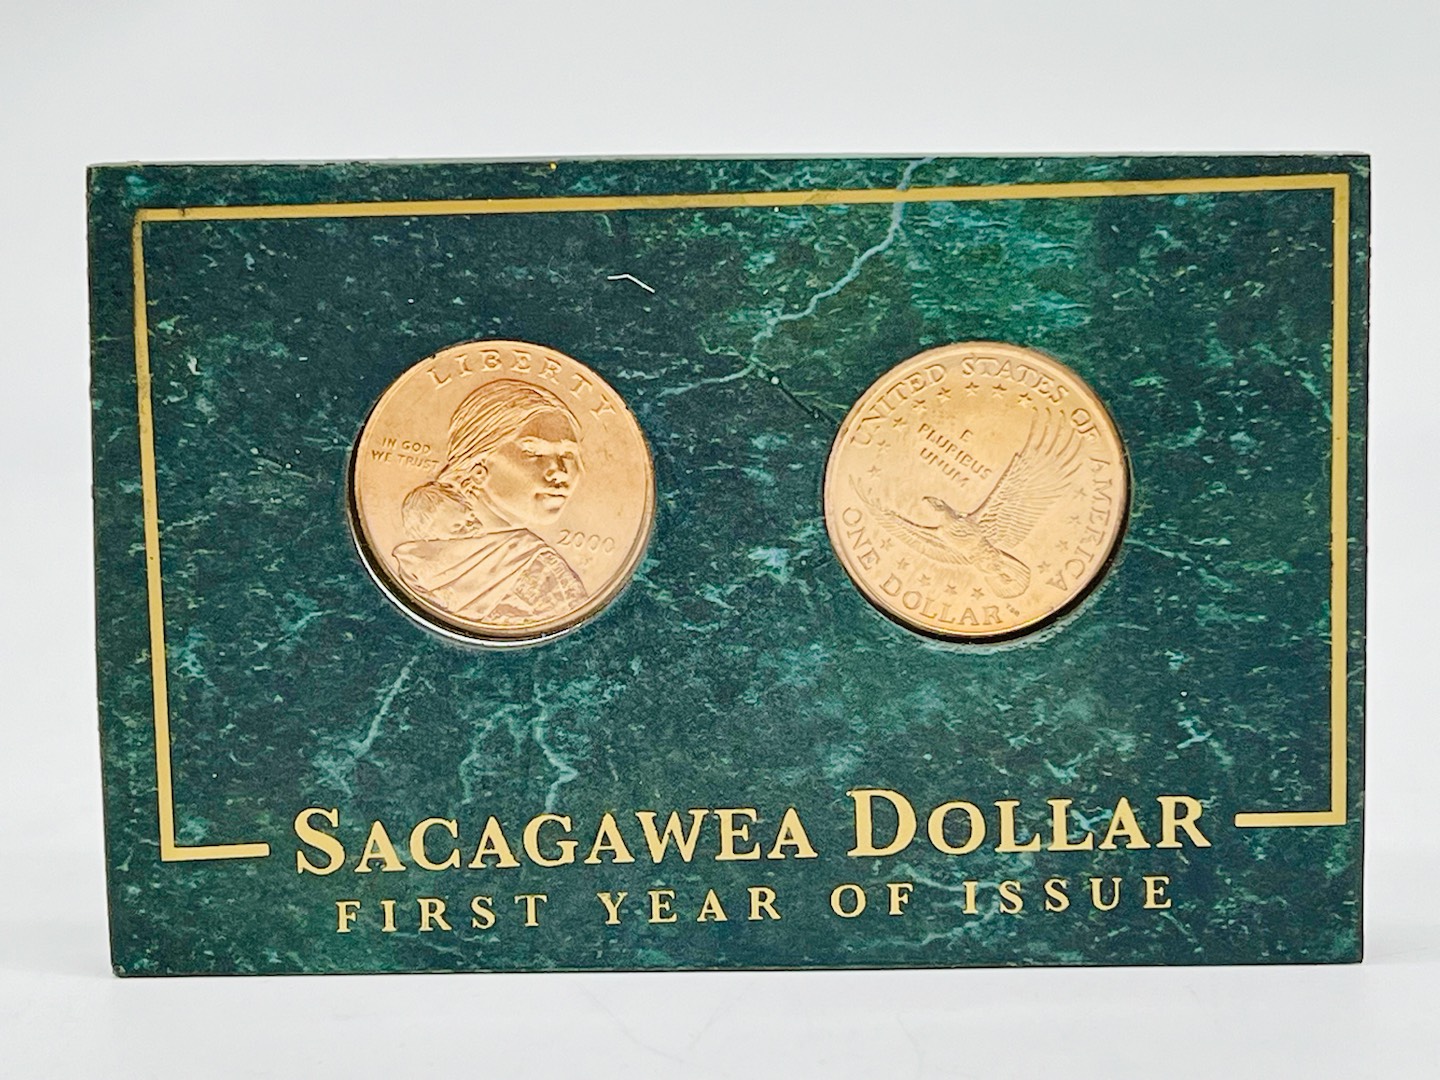 LIBERTY
IN GOD
WE TRUST
2000
UNITED STATES OF AMERICA
E
PLURIBUS
UNUM
ONE DOLLAR
SACAGAWEA DOLLAR
FIRST YEAR OF ISSUE